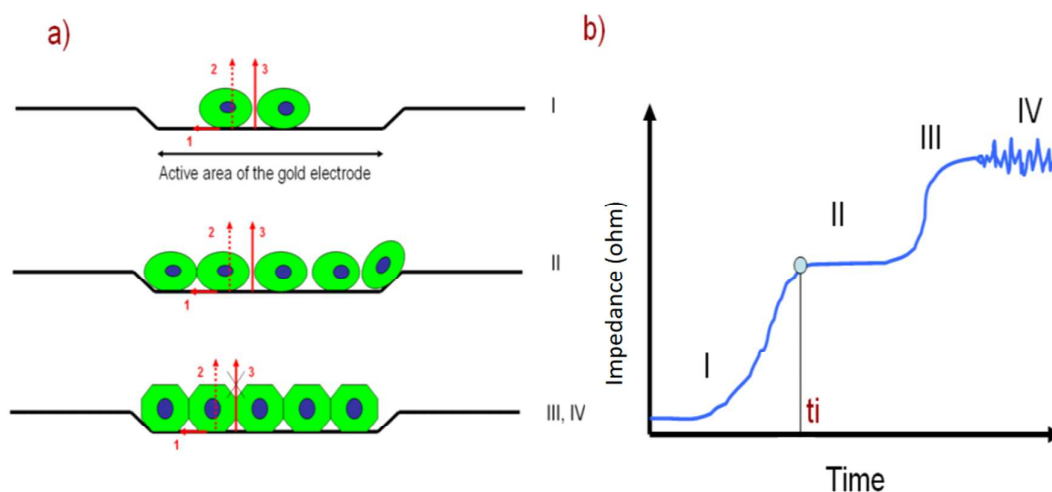 a)
2
3
I
1
Active area of the gold electrode
2
3
II
1
2
3
III, IV
1
b)
Impedance (ohm)
I
II
III
IV
ti
Time